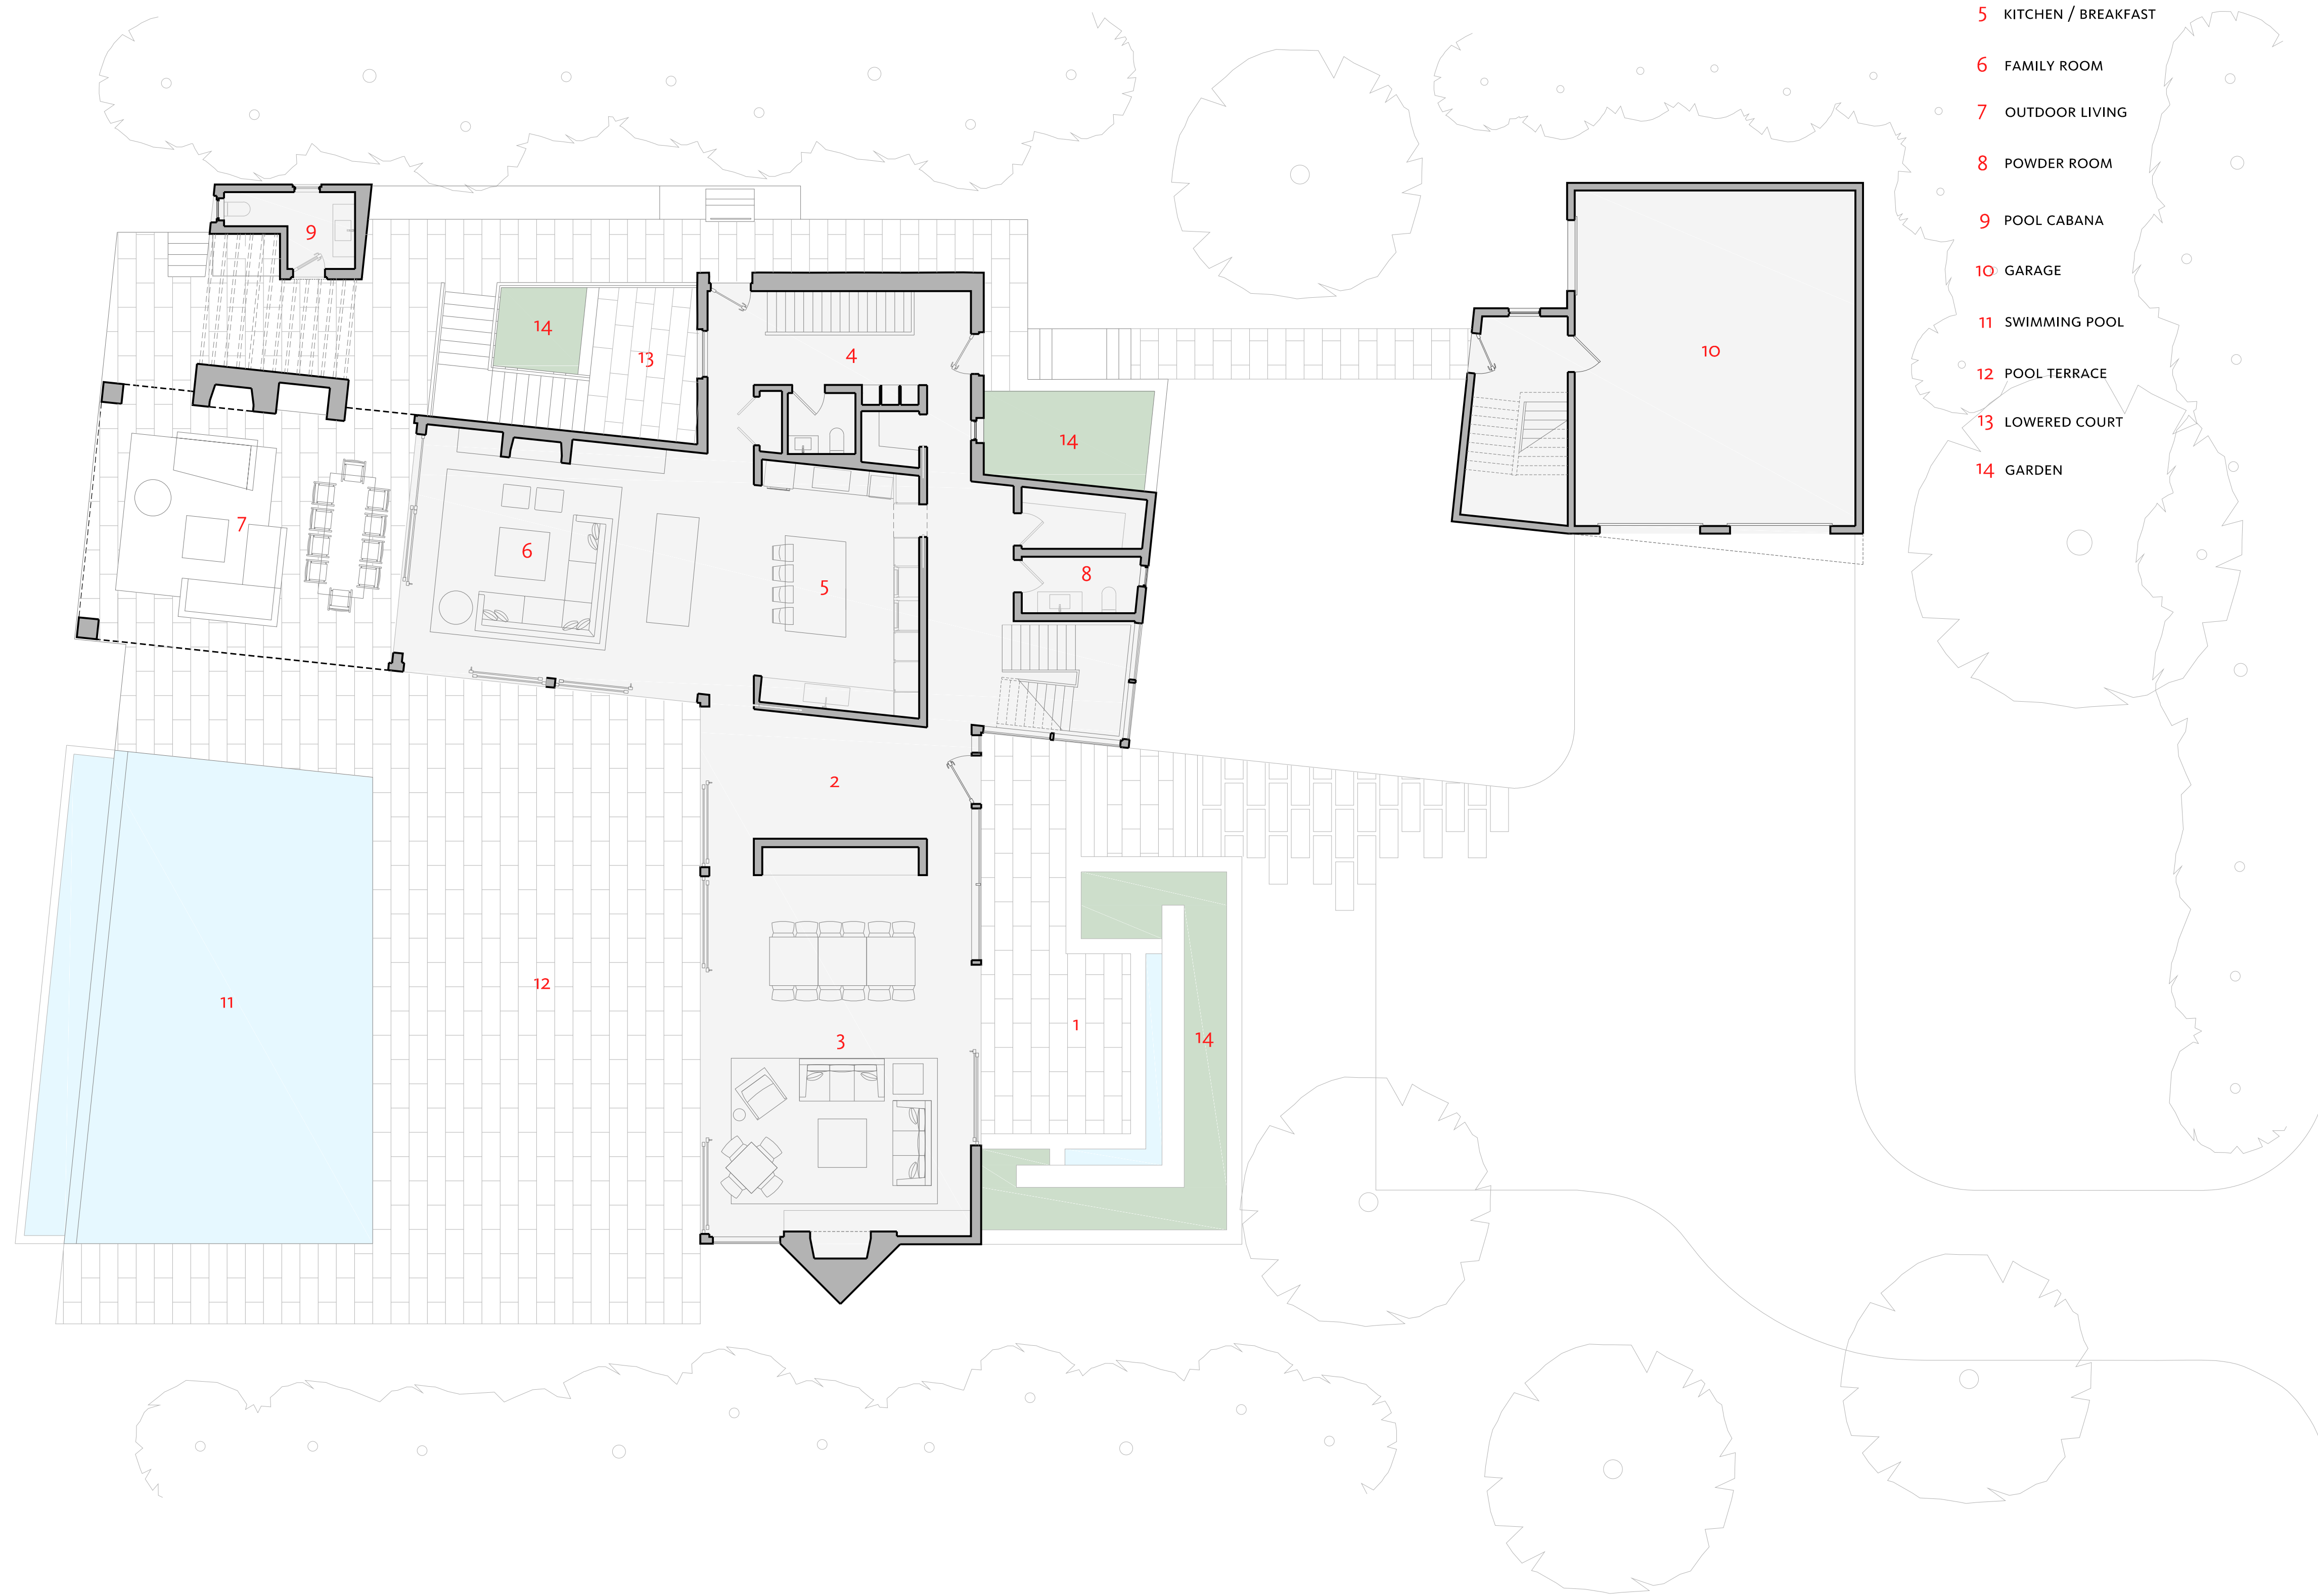 5 KITCHEN / BREAKFAST
6 FAMILY ROOM
7 OUTDOOR LIVING
8 POWDER ROOM
9 POOL CABANA
10 GARAGE
11 SWIMMING POOL
12 POOL TERRACE
13 LOWERED COURT
14 GARDEN
9
14
13
4
10
14
7
6
5
8
2
11
12
1
3
14